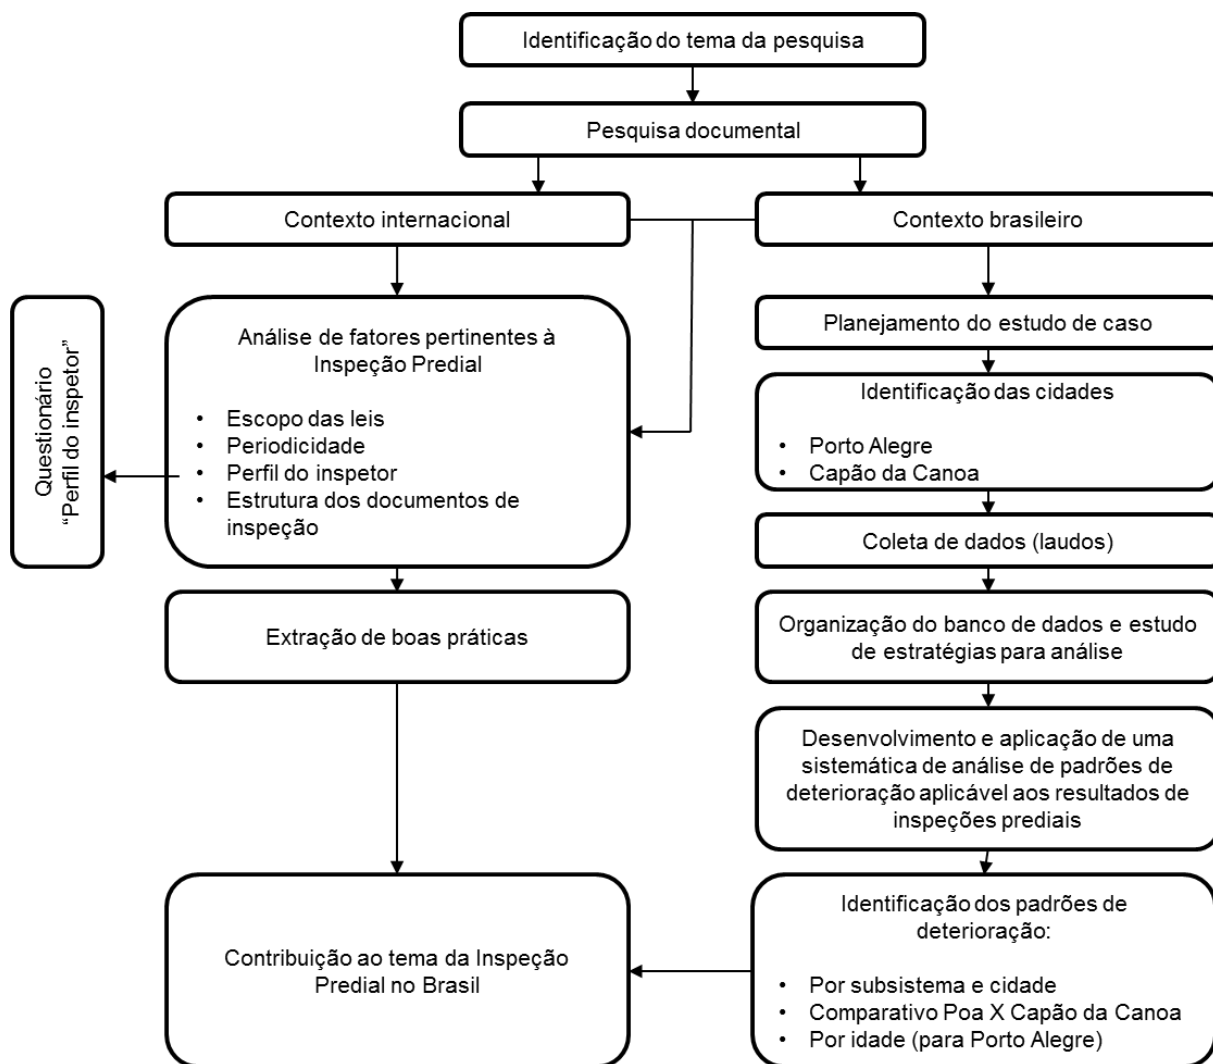 Identificação do tema da pesquisa
Pesquisa documental
Contexto internacional
Contexto brasileiro
Questionário
“Perfil do inspetor”
Análise de fatores pertinentes à
Inspeção Predial
• Escopo das leis
• Periodicidade
• Perfil do inspetor
• Estrutura dos documentos de
inspeção
Extração de boas práticas
Planejamento do estudo de caso
Identificação das cidades
• Porto Alegre
• Capão da Canoa
Coleta de dados (laudos)
Organização do banco de dados e estudo
de estratégias para análise
Desenvolvimento e aplicação de uma
sistemática de análise de padrões de
deterioração aplicável aos resultados de
inspeções prediais
Identificação dos padrões de
deterioração:
• Por subsistema e cidade
• Comparativo Poa X Capão da Canoa
• Por idade (para Porto Alegre)
Contribuição ao tema da Inspeção
Predial no Brasil